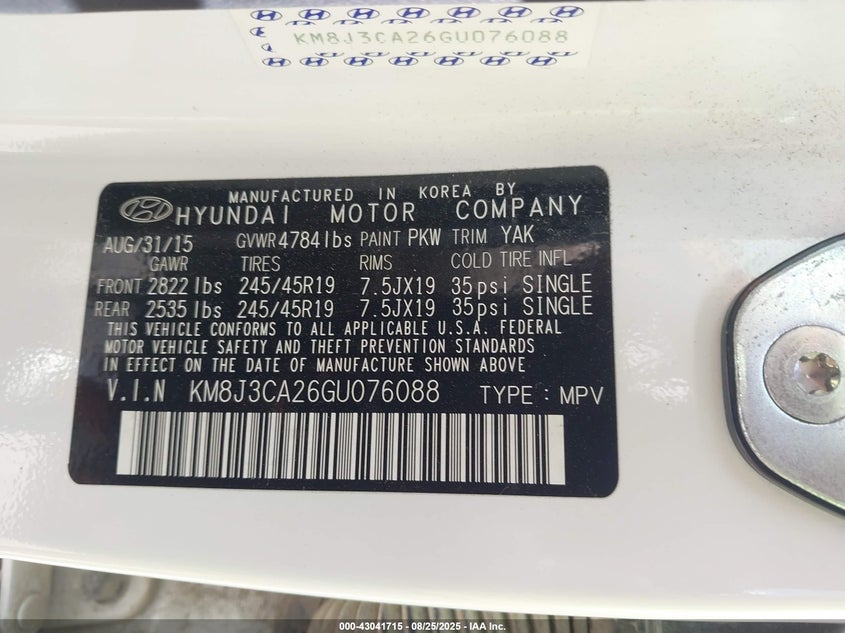 KM8J3CA26GU076088
MANUFACTURED IN KOREA BY
HYUNDAI MOTOR COMPANY
AUG/31/15 GVWR 4784 lbs PAINT PKW TRIM YAK
GAWR TIRES RIMS COLD TIRE INFL
FRONT 2822 lbs 245/45R19 7.5JX19 35psi SINGLE
REAR 2535 lbs 245/45R19 7.5JX19 35psi SINGLE
THIS VEHICLE CONFORMS TO ALL APPLICABLE U.S.A. FEDERAL
MOTOR VEHICLE SAFETY AND THEFT PREVENTION STANDARDS
IN EFFECT ON THE DATE OF MANUFACTURE SHOWN ABOVE
V.I.N KM8J3CA26GU076088 TYPE : MPV
000-43041715 - 08/25/2025 - IAA Inc.